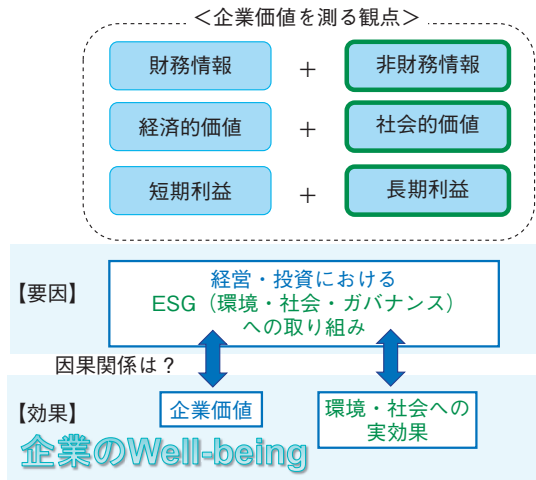 ＜企業価値を測る観点＞
財務情報 + 非財務情報
経済的価値 + 社会的価値
短期利益 + 長期利益
【要因】
経営・投資における
ESG（環境・社会・ガバナンス）
への取り組み
因果関係は？
【効果】
企業価値
環境・社会への
実効果
企業のWell-being